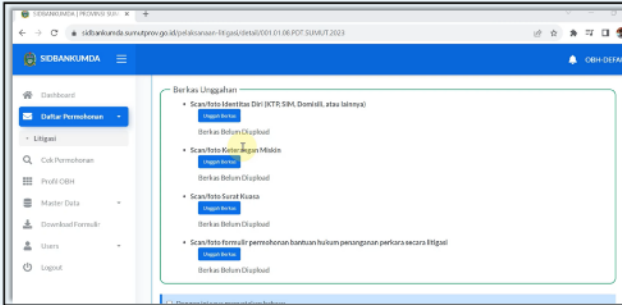 SIDBANKUMDA | PROVINSI SUM
sidbankumda.sumutprov.go.id/pelaksanaan-litigasi/detail/001.01.08.PDT.SUMUT.2023
SIDBANKUMDA
OBH-DEFA
Dashboard
Daftar Permohonan
Litigasi
Cek Permohonan
Profil OBH
Master Data
Download Formulir
Users
Logout
Berkas Unggahan
Scan/foto Identitas Diri (KTP, SIM, Domisili, atau lainnya)
Unggah Berkas
Berkas Belum Diupload
Scan/foto Keterangan Miskin
Unggah Berkas
Berkas Belum Diupload
Scan/foto Surat Kuasa
Unggah Berkas
Berkas Belum Diupload
Scan/foto formulir permohonan bantuan hukum penanganan perkara secara litigasi
Unggah Berkas
Berkas Belum Diupload